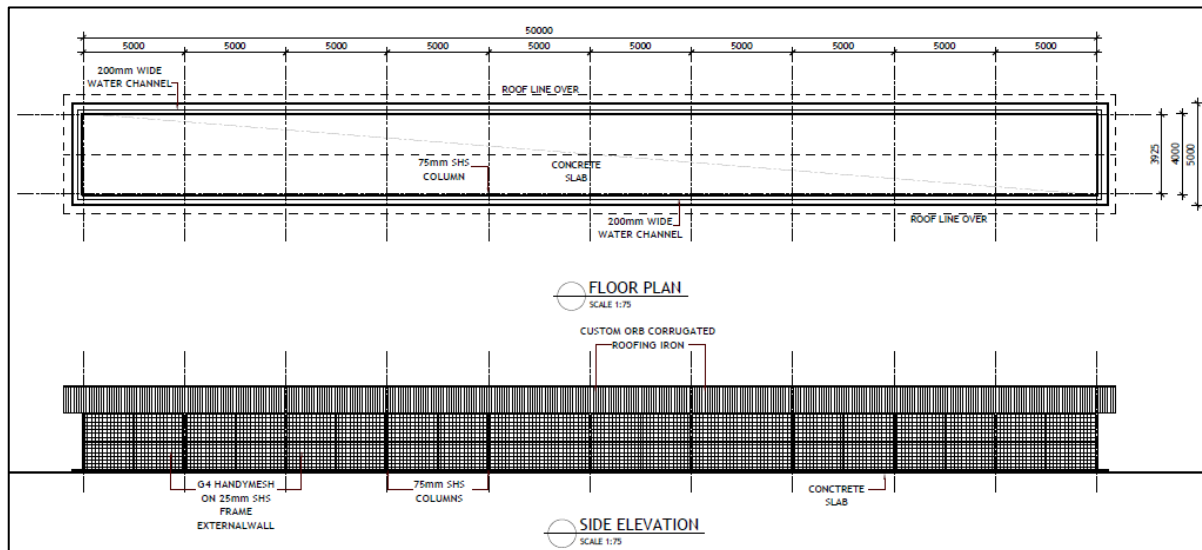 50000
5000 5000 5000 5000 5000 5000 5000 5000 5000 5000
200mm WIDE
WATER CHANNEL
ROOF LINE OVER
75mm SHS
COLUMN
CONCRETE
SLAB
3925
4000
5000
200mm WIDE
WATER CHANNEL
ROOF LINE OVER
FLOOR PLAN
SCALE 1:75
CUSTOM ORB CORRUGATED
ROOFING IRON
G4 HANDYMESH
ON 25mm SHS
FRAME
EXTERNALWALL
75mm SHS
COLUMNS
CONCTRETE
SLAB
SIDE ELEVATION
SCALE 1:75